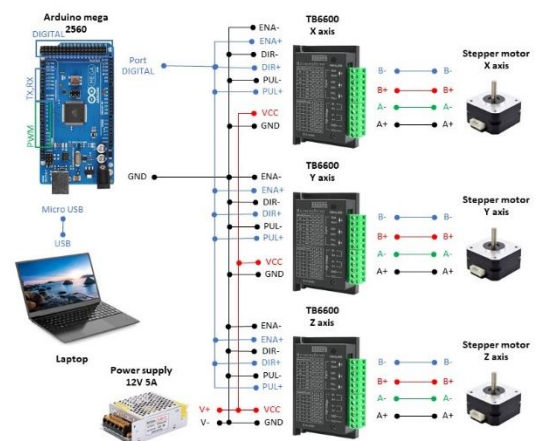 Arduino mega
2560
DIGITAL
TX,RX
PWM
Port
DIGITAL
GND
Micro USB
USB
Laptop
Power supply
12V 5A
V+
V-
TB6600
X axis
ENA-
ENA+
DIR-
DIR+
PUL-
PUL+
VCC
GND
B-
B+
A-
A+
B-
B+
A-
A+
Stepper motor
X axis
TB6600
Y axis
ENA-
ENA+
DIR-
DIR+
PUL-
PUL+
VCC
GND
B-
B+
A-
A+
B-
B+
A-
A+
Stepper motor
Y axis
TB6600
Z axis
ENA-
ENA+
DIR-
DIR+
PUL-
PUL+
VCC
GND
B-
B+
A-
A+
B-
B+
A-
A+
Stepper motor
Z axis